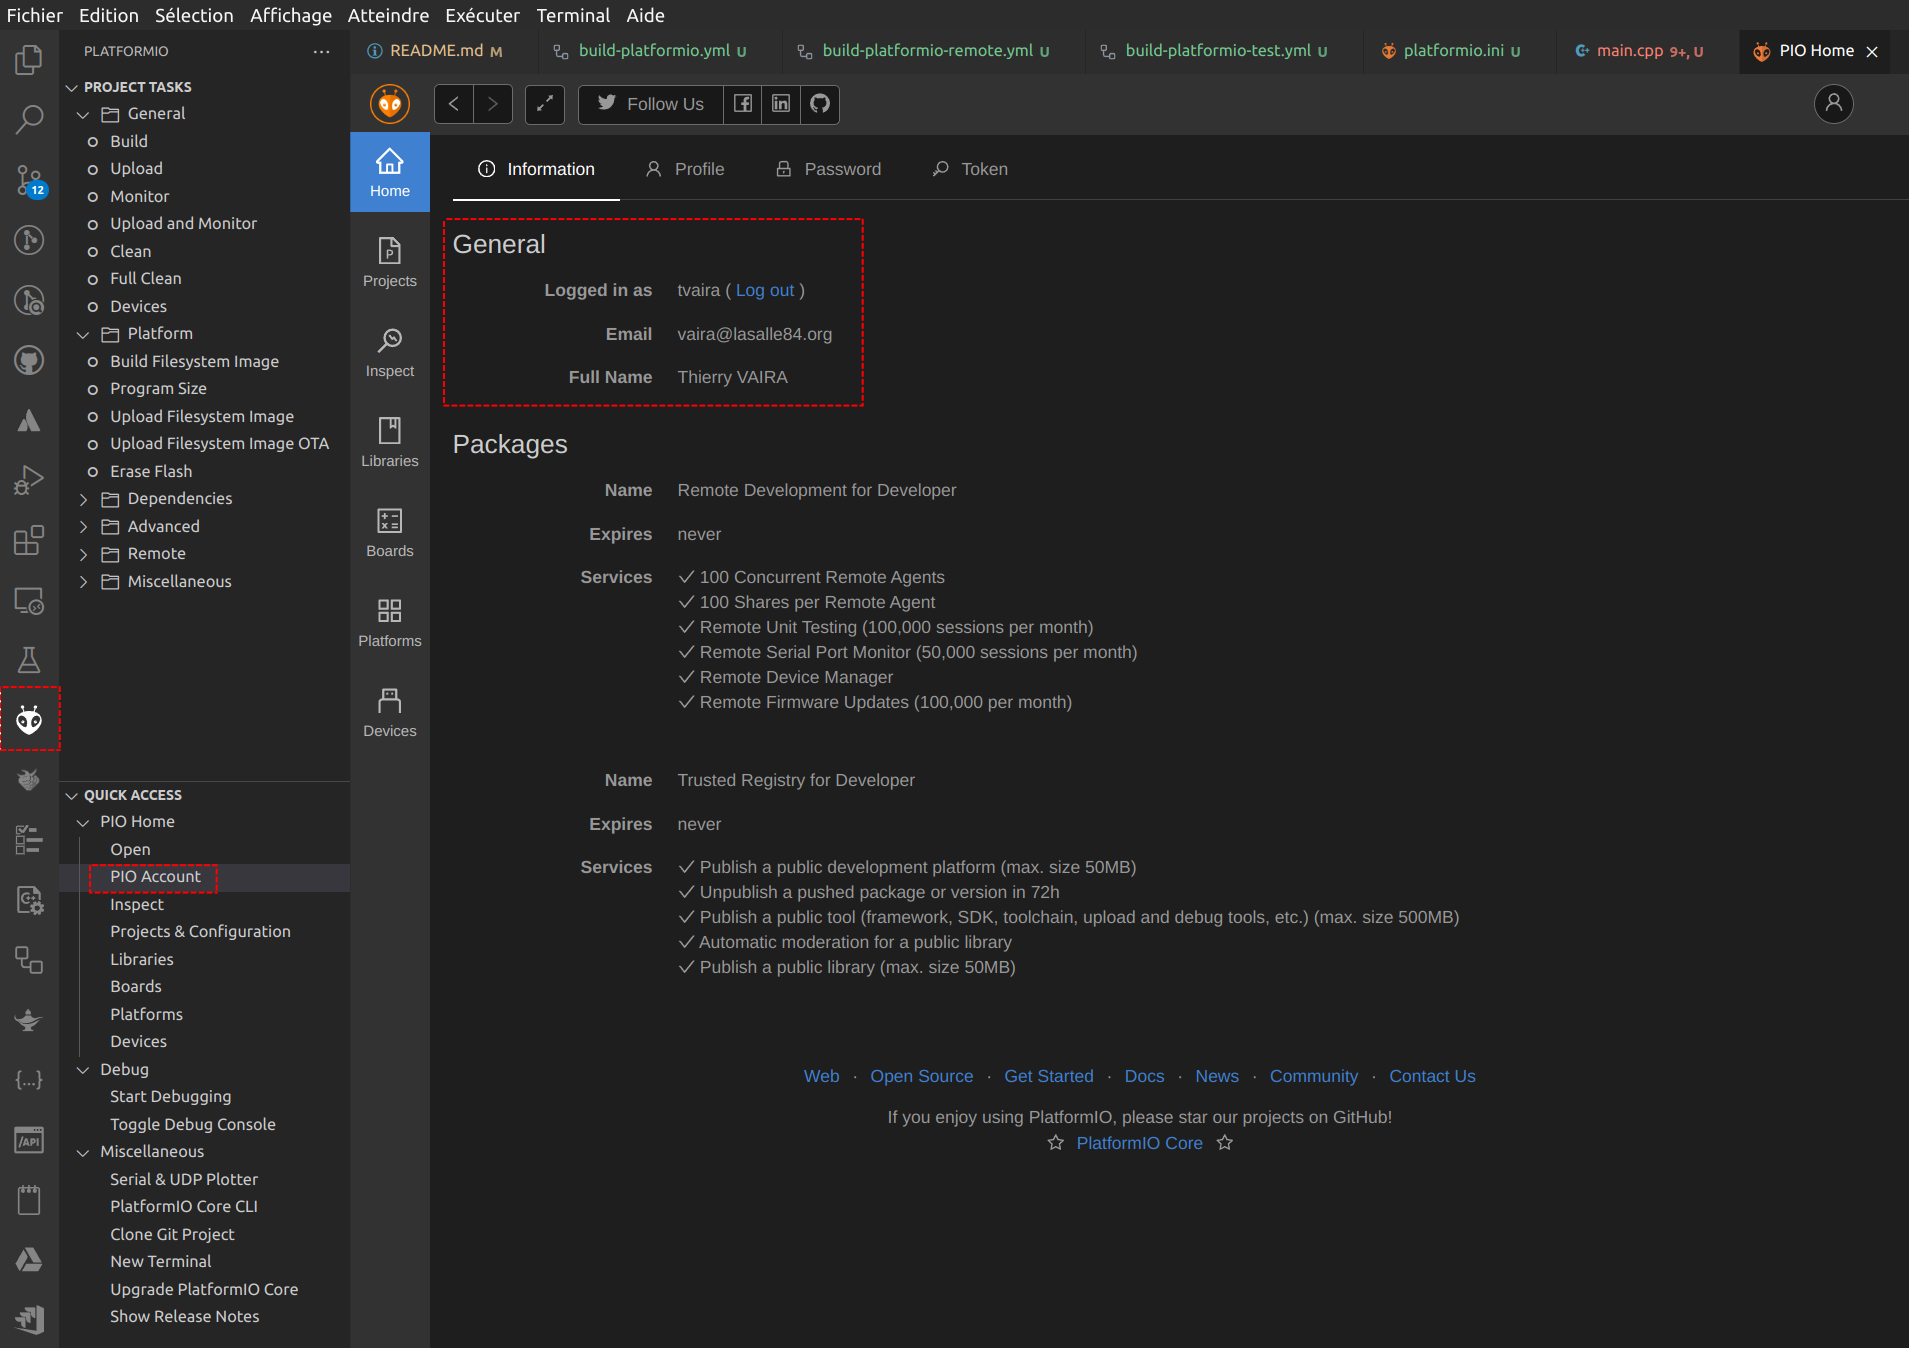 Fichier Edition Sélection Affichage Atteindre Exécuter Terminal Aide
PLATFORMIO
README.md M
build-platformio.yml U
build-platformio-remote.yml U
build-platformio-test.yml U
platformio.ini U
main.cpp 9+, U
PIO Home
PROJECT TASKS
General
Build
Upload
Monitor
Upload and Monitor
Clean
Full Clean
Devices
Platform
Build Filesystem Image
Program Size
Upload Filesystem Image
Upload Filesystem Image OTA
Erase Flash
Dependencies
Advanced
Remote
Miscellaneous
12
/API
QUICK ACCESS
PIO Home
Open
PIO Account
Inspect
Projects & Configuration
Libraries
Boards
Platforms
Devices
Debug
Start Debugging
Toggle Debug Console
Miscellaneous
Serial & UDP Plotter
PlatformIO Core CLI
Clone Git Project
New Terminal
Upgrade PlatformIO Core
Show Release Notes
Follow Us
Home
Projects
Inspect
Libraries
Boards
Platforms
Devices
Information Profile Password Token
General
Logged in as tvaira ( Log out )
Email vaira@lasalle84.org
Full Name Thierry VAIRA
Packages
Name Remote Development for Developer
Expires never
Services 100 Concurrent Remote Agents
100 Shares per Remote Agent
Remote Unit Testing (100,000 sessions per month)
Remote Serial Port Monitor (50,000 sessions per month)
Remote Device Manager
Remote Firmware Updates (100,000 per month)
Name Trusted Registry for Developer
Expires never
Services Publish a public development platform (max. size 50MB)
Unpublish a pushed package or version in 72h
Publish a public tool (framework, SDK, toolchain, upload and debug tools, etc.) (max. size 500MB)
Automatic moderation for a public library
Publish a public library (max. size 50MB)
Web · Open Source · Get Started · Docs · News · Community · Contact Us
If you enjoy using PlatformIO, please star our projects on GitHub!
PlatformIO Core